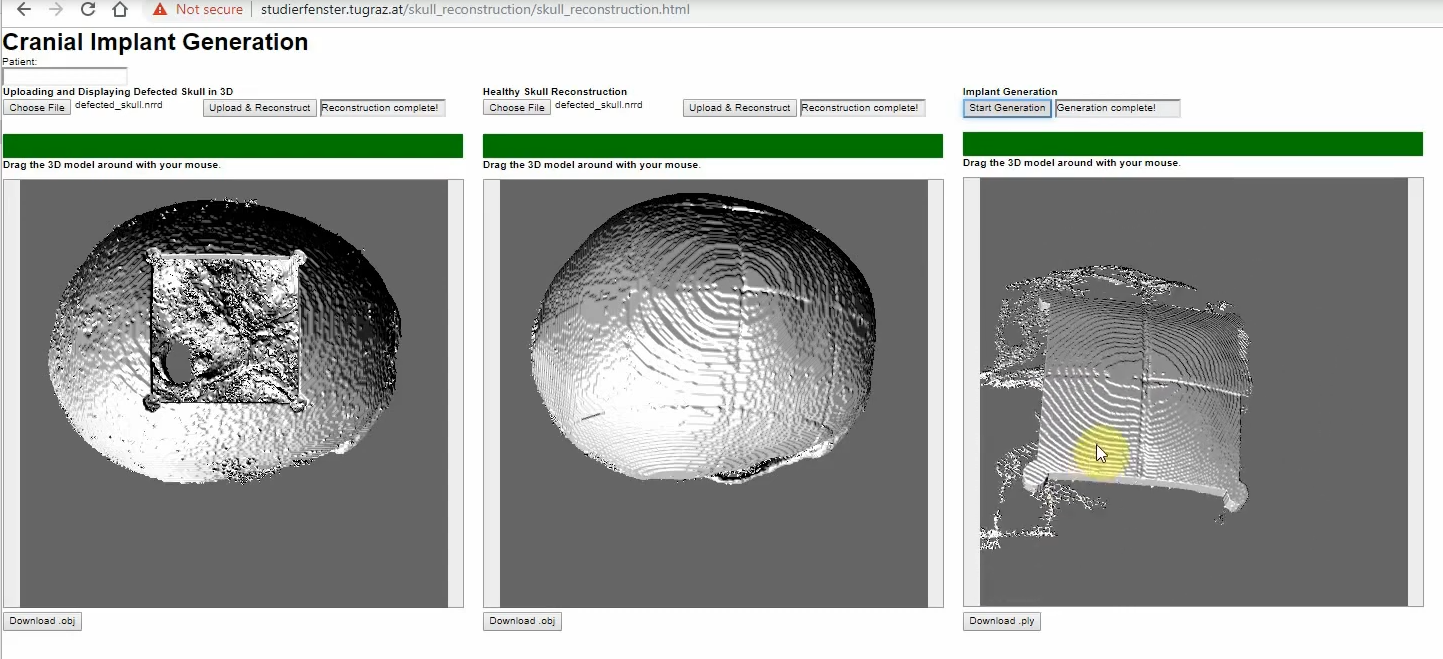 Not secure | studierfenster.tugraz.at/skull_reconstruction/skull_reconstruction.html
Cranial Implant Generation
Patient:
Uploading and Displaying Defected Skull in 3D
Choose File defected_skull.nrrd Upload & Reconstruct Reconstruction complete!
Drag the 3D model around with your mouse.
Download .obj
Healthy Skull Reconstruction
Choose File defected_skull.nrrd Upload & Reconstruct Reconstruction complete!
Drag the 3D model around with your mouse.
Download .obj
Implant Generation
Start Generation Generation complete!
Drag the 3D model around with your mouse.
Download .ply